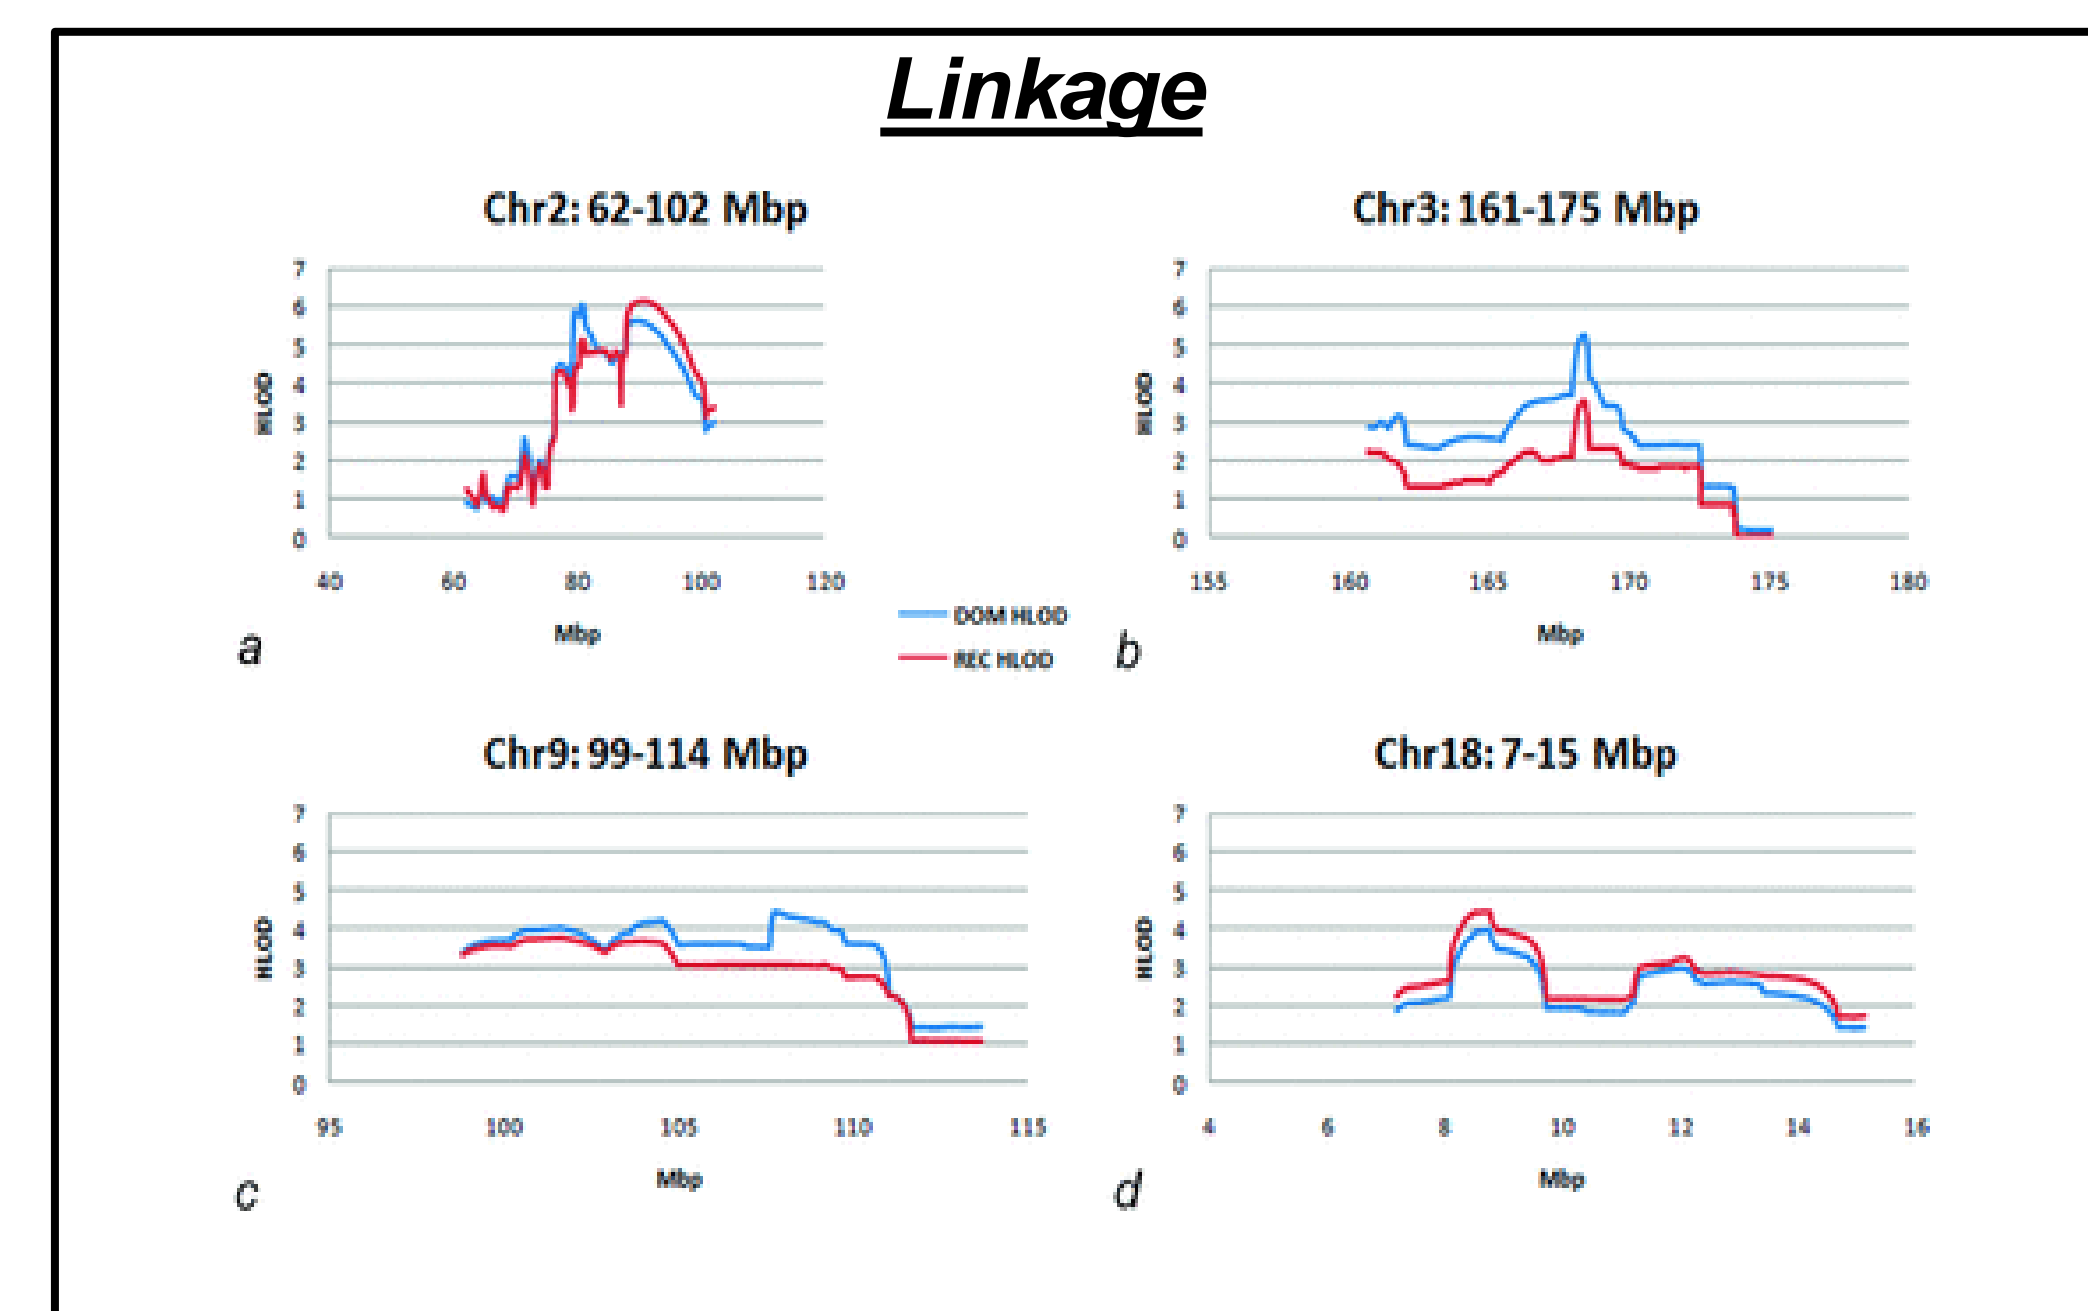 Linkage
Chr2: 62-102 Mbp
7
6
5
4
3
2
1
0
HLOD
40 60 80 100 120
Mbp
a
Chr3: 161-175 Mbp
7
6
5
4
3
2
1
0
HLOD
155 160 165 170 175 180
Mbp
b
DOM HLOD
REC HLOD
Chr9: 99-114 Mbp
7
6
5
4
3
2
1
0
HLOD
95 100 105 110 115
Mbp
c
Chr18: 7-15 Mbp
7
6
5
4
3
2
1
0
HLOD
4 6 8 10 12 14 16
Mbp
d